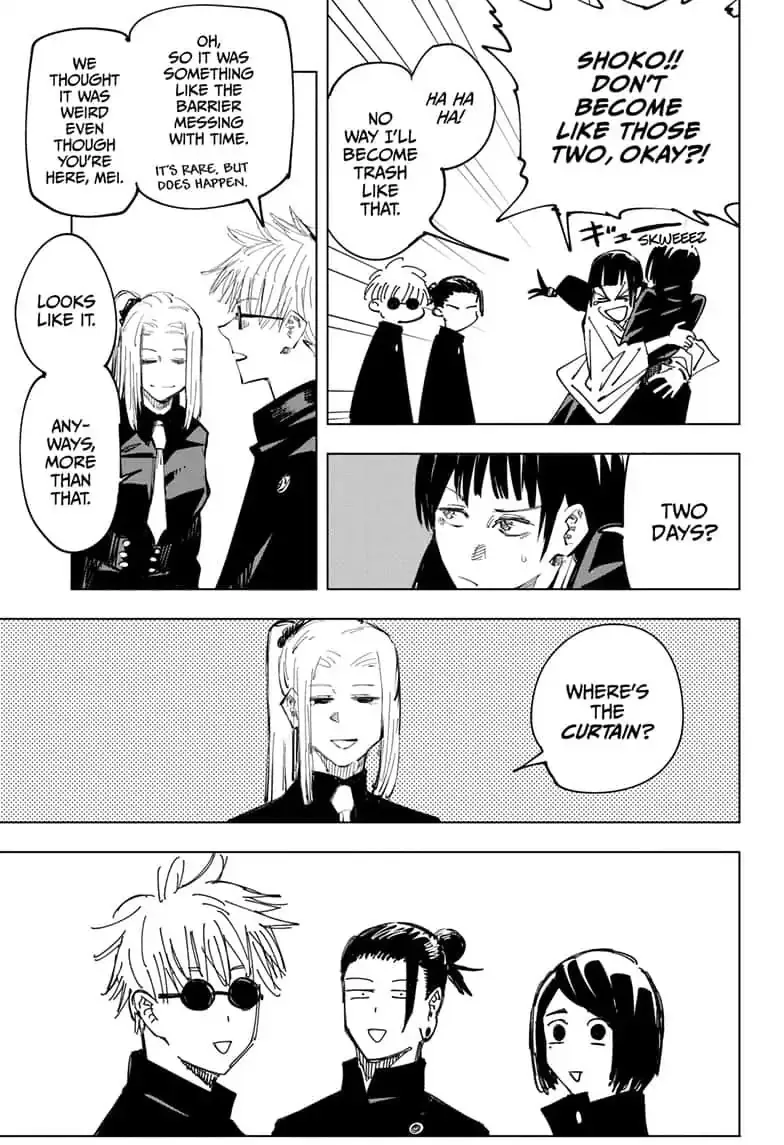 SHOKO!!
DON'T
BECOME
LIKE THOSE
TWO, OKAY?!
HA HA
HA!
NO
WAY I'LL
BECOME
TRASH
LIKE
THAT.
ギュー
SKWEEEZ
OH,
SO IT WAS
SOMETHING
LIKE THE
BARRIER
MESSING
WITH TIME.
IT'S RARE, BUT
DOES HAPPEN.
WE
THOUGHT
IT WAS
WEIRD
EVEN
THOUGH
YOU'RE
HERE, MEI.
LOOKS
LIKE IT.
ANY-
WAYS,
MORE
THAN
THAT.
TWO
DAYS?
WHERE'S
THE
CURTAIN?